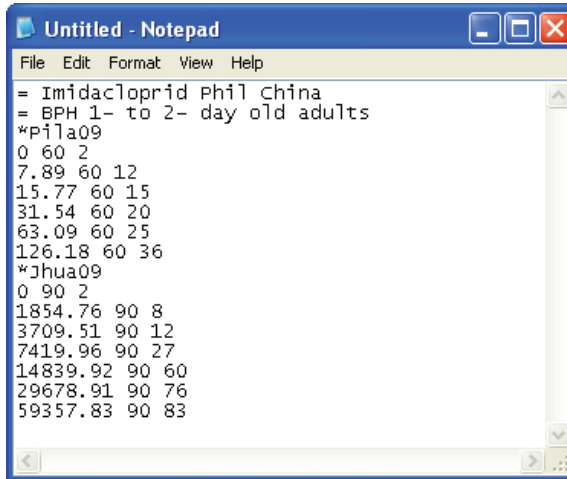 Untitled - Notepad
File Edit Format View Help
= Imidacloprid Phil China
= BPH 1- to 2- day old adults
*Pila09
0 60 2
7.89 60 12
15.77 60 15
31.54 60 20
63.09 60 25
126.18 60 36
*Jhua09
0 90 2
1854.76 90 8
3709.51 90 12
7419.96 90 27
14839.92 90 60
29678.91 90 76
59357.83 90 83